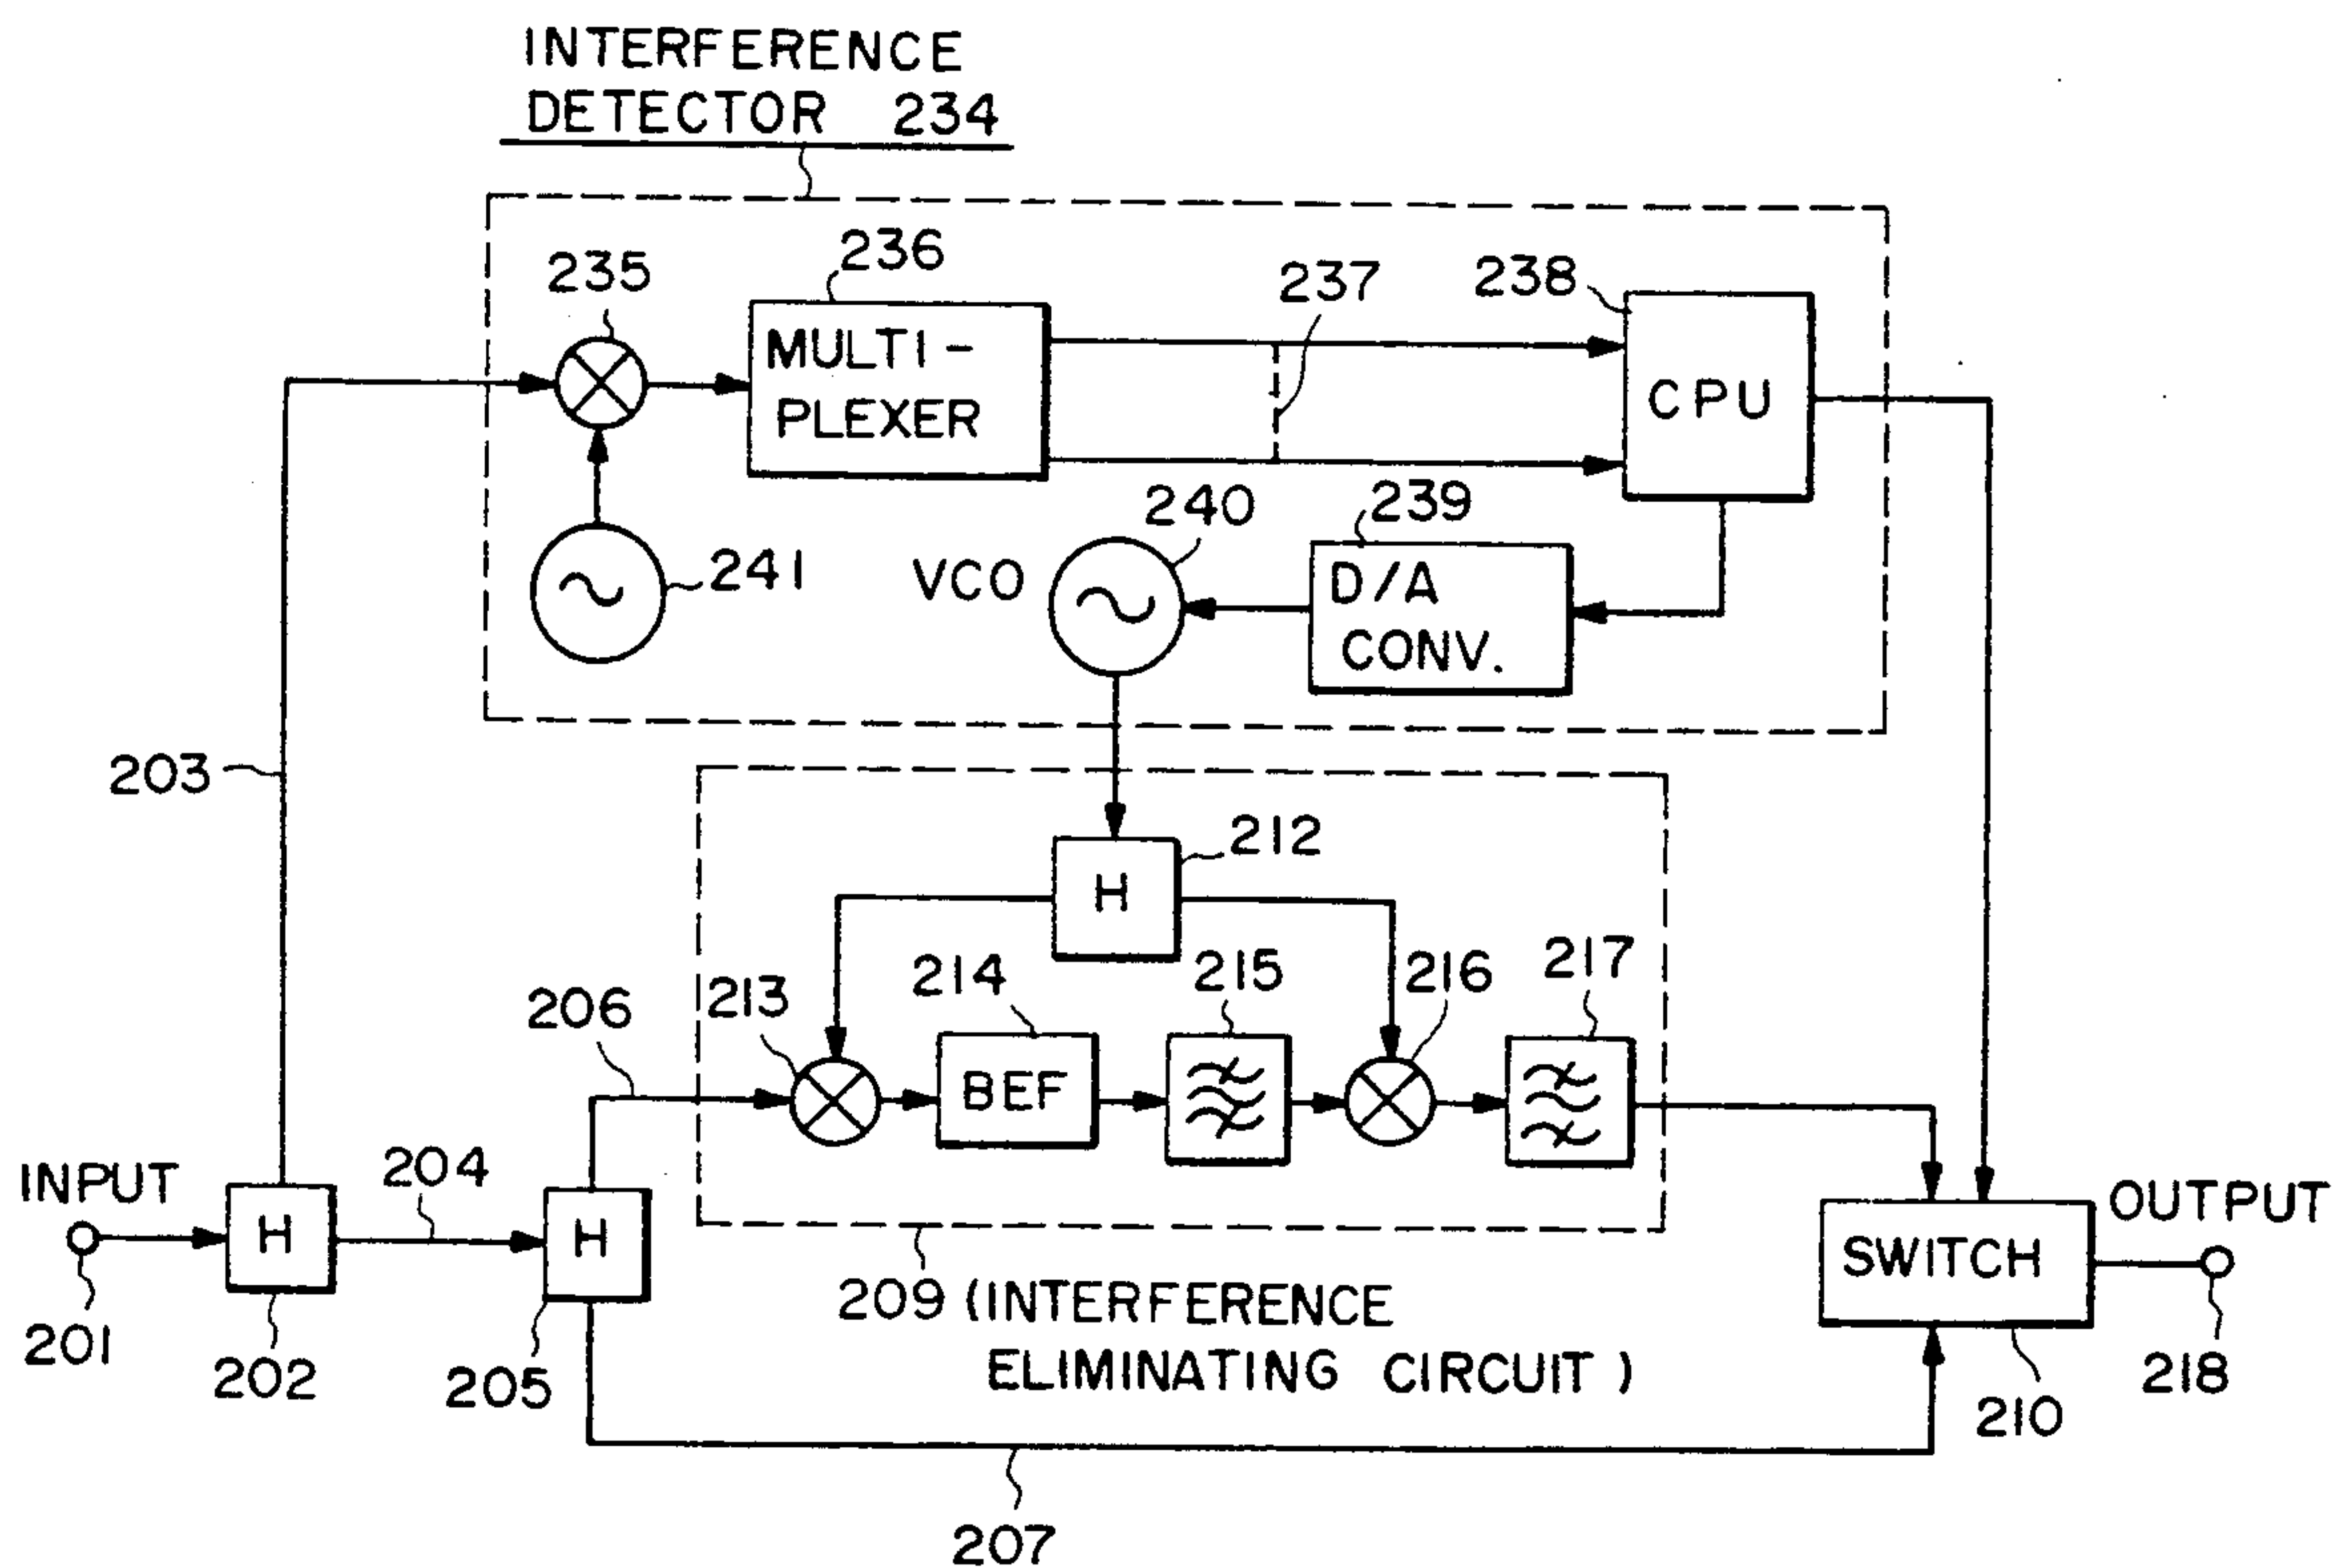 INTERFERENCE
DETECTOR 234
235
236
237
238
MULTI-
PLEXER
CPU
241
VCO
240
239
D/A
CONV.
203
H
212
206
213
214
215
216
217
BEF
INPUT
204
H
H
201
202
205
209 (INTERFERENCE
ELIMINATING CIRCUIT)
SWITCH
OUTPUT
218
210
207